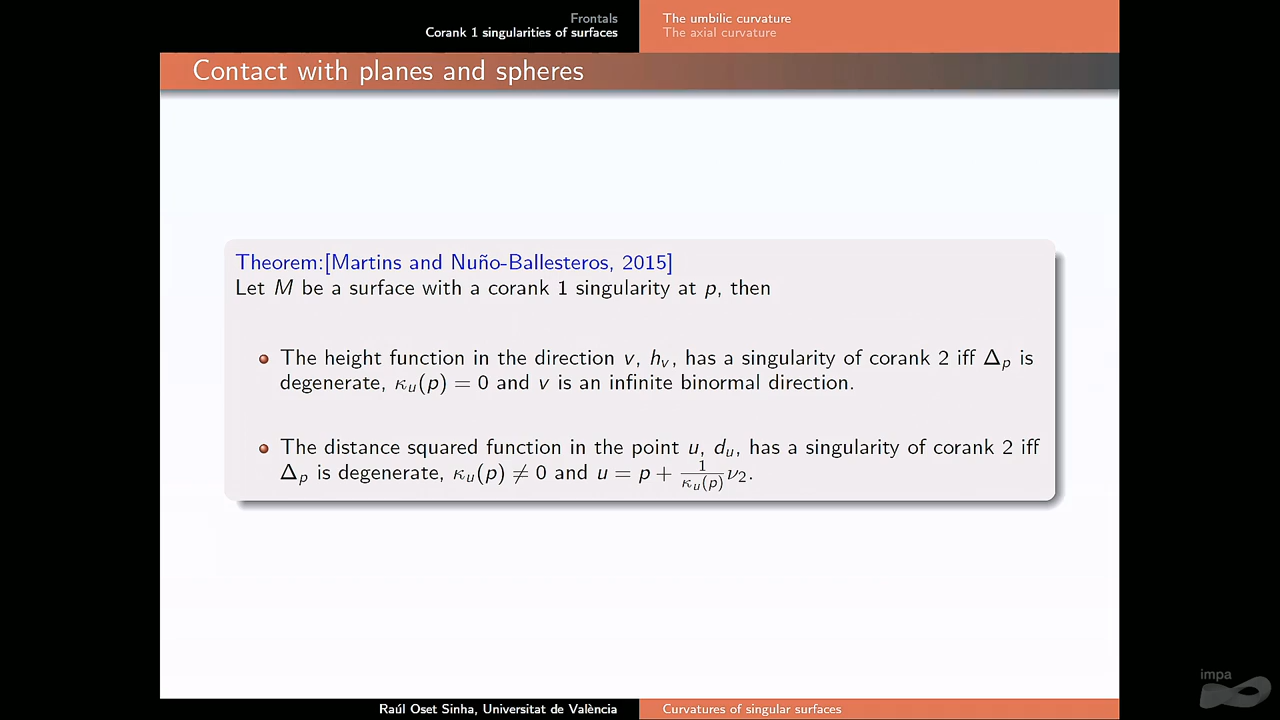 Frontals
Corank 1 singularities of surfaces
The umbilic curvature
The axial curvature
Contact with planes and spheres
Theorem:[Martins and Nuño-Ballesteros, 2015]
Let M be a surface with a corank 1 singularity at p, then
The height function in the direction v, h_v, has a singularity of corank 2 iff Δ_p is
degenerate, κ_u(p) = 0 and v is an infinite binormal direction.
The distance squared function in the point u, d_u, has a singularity of corank 2 iff
Δ_p is degenerate, κ_u(p) ≠ 0 and u = p + 1/κ_u(p) ν_2.
impa
Raúl Oset Sinha, Universitat de València
Curvatures of singular surfaces